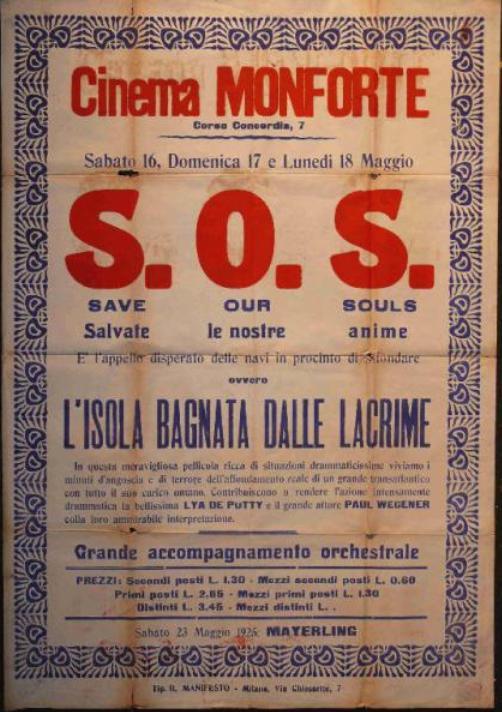 Cinema MONFORTE
Corso Concordia, 7
Sabato 16, Domenica 17 e Lunedì 18 Maggio
S. O. S.
SAVE OUR SOULS
Salvate le nostre anime
E' l'appello disperato delle navi in procinto di sfondare
ovvero
L'ISOLA BAGNATA DALLE LACRIME
In questa meravigliosa pellicola ricca di situazioni drammaticissime viviamo i
minuti d'angoscia e di terrore dell'affondamento reale di un grande transatlantico
con tutto il suo carico umano. Contribuiscono a rendere l'azione intensamente
drammatica la bellissima LYA DE PUTTY e il grande attore PAUL WEGENER
colla loro ammirabile interpretazione.
Grande accompagnamento orchestrale
PREZZI: Secondi posti L. 1.30 - Mezzi secondi posti L. 0.60
Primi posti L. 2.65 - Mezzi primi posti L. 1.30
Distinti L. 3.45 - Mezzi distinti L. .
Sabato 23 Maggio 1925: MAYERLING
Tip. IL MANIFESTO - Milano, Via Chiossetto, 7